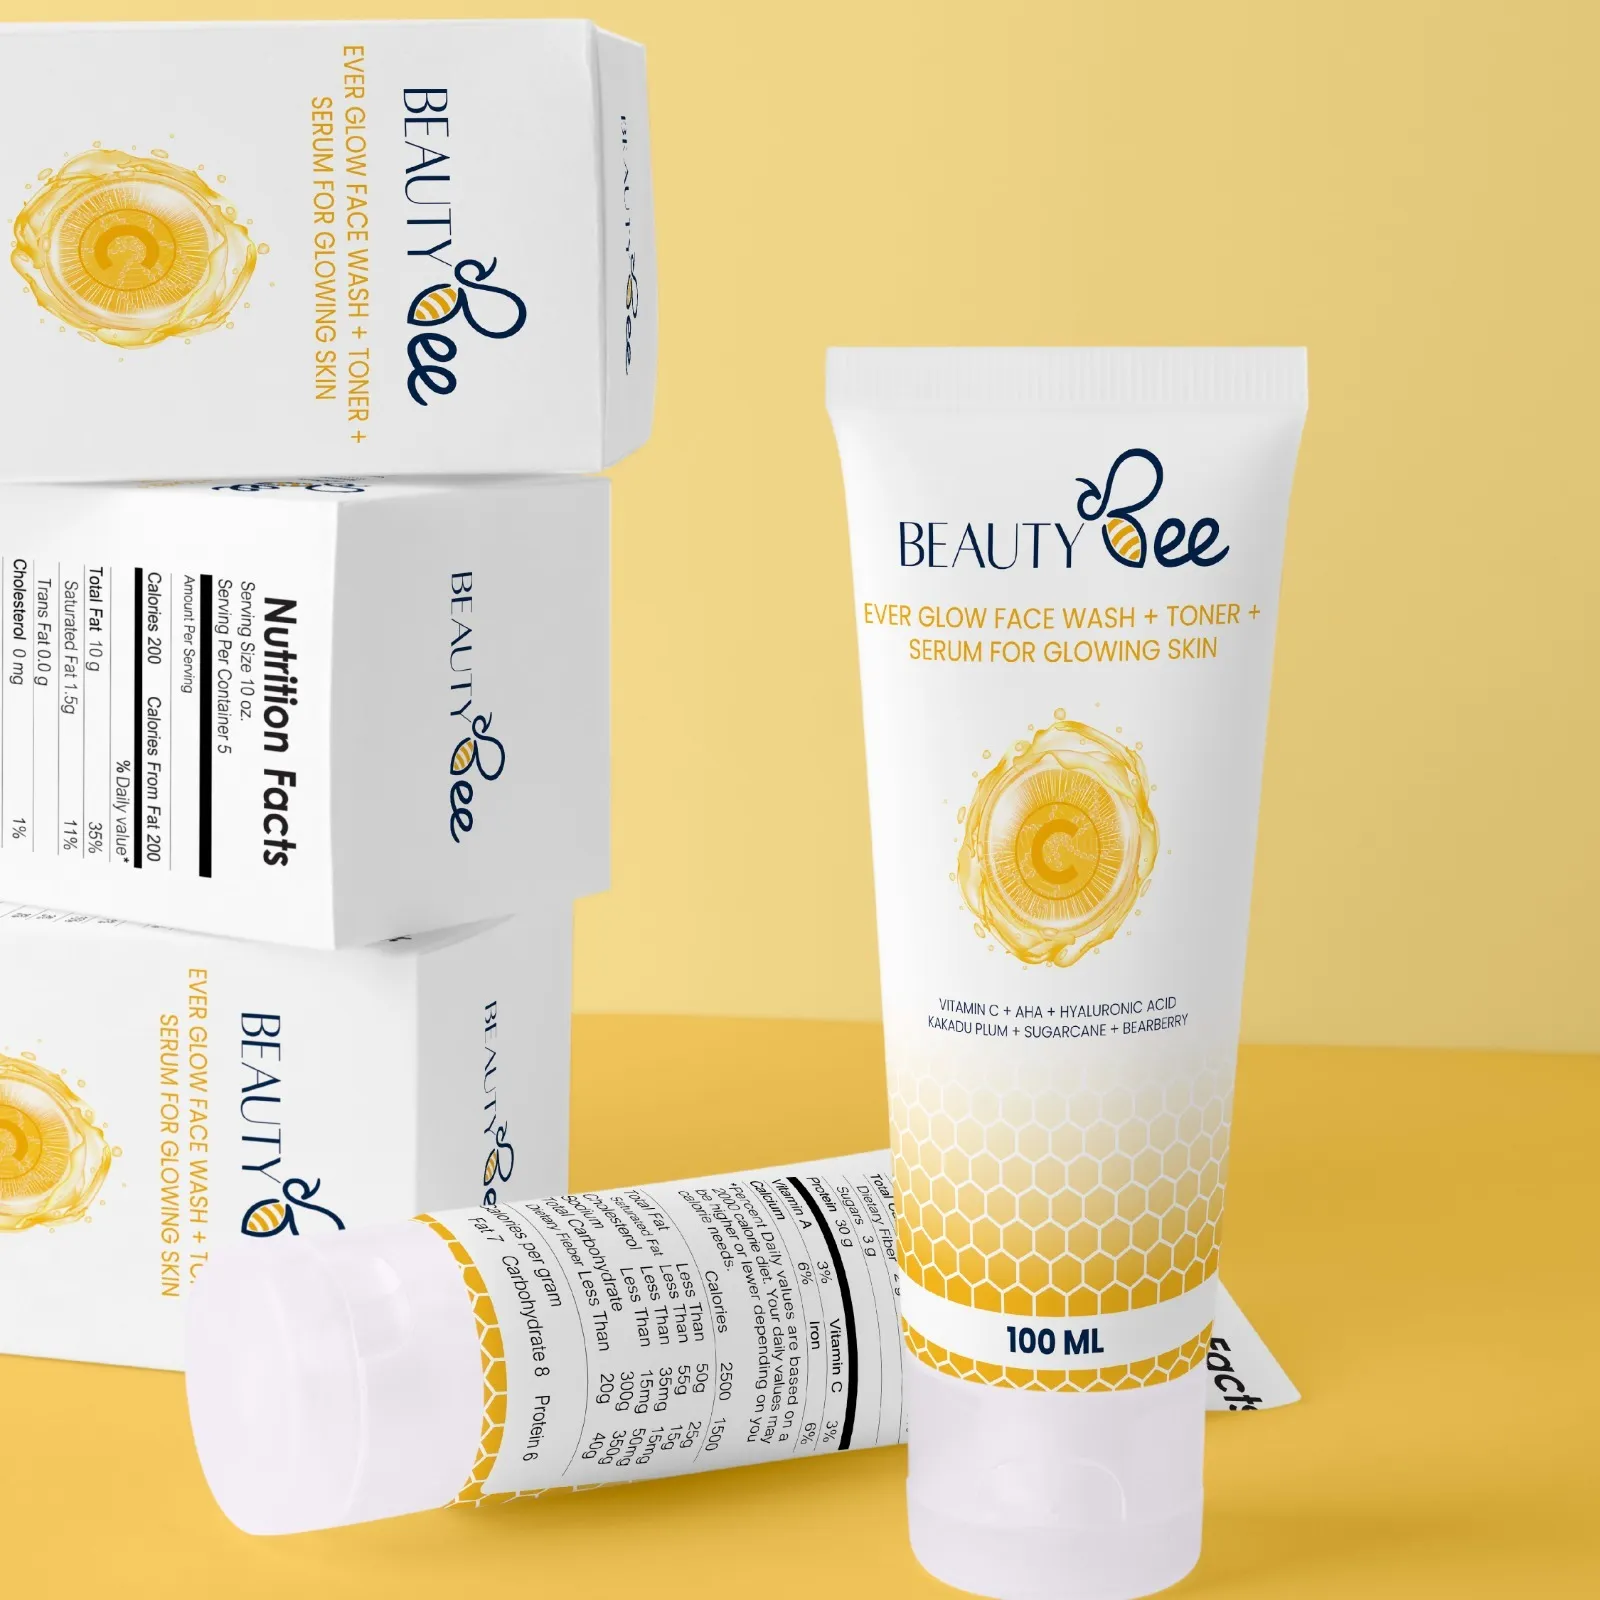 BEAUTY Bee
EVER GLOW FACE WASH + TONER +
SERUM FOR GLOWING SKIN
BEAUTY Bee
Nutrition Facts
Serving Size 10 oz.
Serving Per Container 5
Amount Per Serving
Calories 200 Calories From Fat 200
% Daily value*
Total Fat 10 g 35%
Saturated Fat 1.5g 11%
Trans Fat 0.0 g
Cholesterol 0 mg 1%
BEAUTY Bee
BEAUTY
EVER GLOW FACE WASH +
SERUM FOR GLOWING SKIN
BEAUTY Be
BEAUTY Bee
EVER GLOW FACE WASH + TONER +
SERUM FOR GLOWING SKIN
C
VITAMIN C + AHA + HYALURONIC ACID
KAKADU PLUM + SUGARCANE + BEARBERRY
100 ML
Total
Dietary Fiber
Sugars 3 g
Protein 30 g
Vitamin A 3% Vitamin C 3%
Calcium 6% Iron 6%
*Percent Daily values are based on a
2000 calorie diet. Your daily values may
be higher or lower depending on you
calorie needs.
Calories 2500 1500
Total Fat Less Than 50g 25g
Saturated Fat Less Than 55g 15g
Cholesterol Less Than 35mg 15mg
Sodium Less Than 15mg 50mg
Total Carbohydrate 300g 350g
Dietary Fieber Less Than 20g 40g
Calories per gram
Fat 7 Carbohydrate 8 Protein 6
Facts